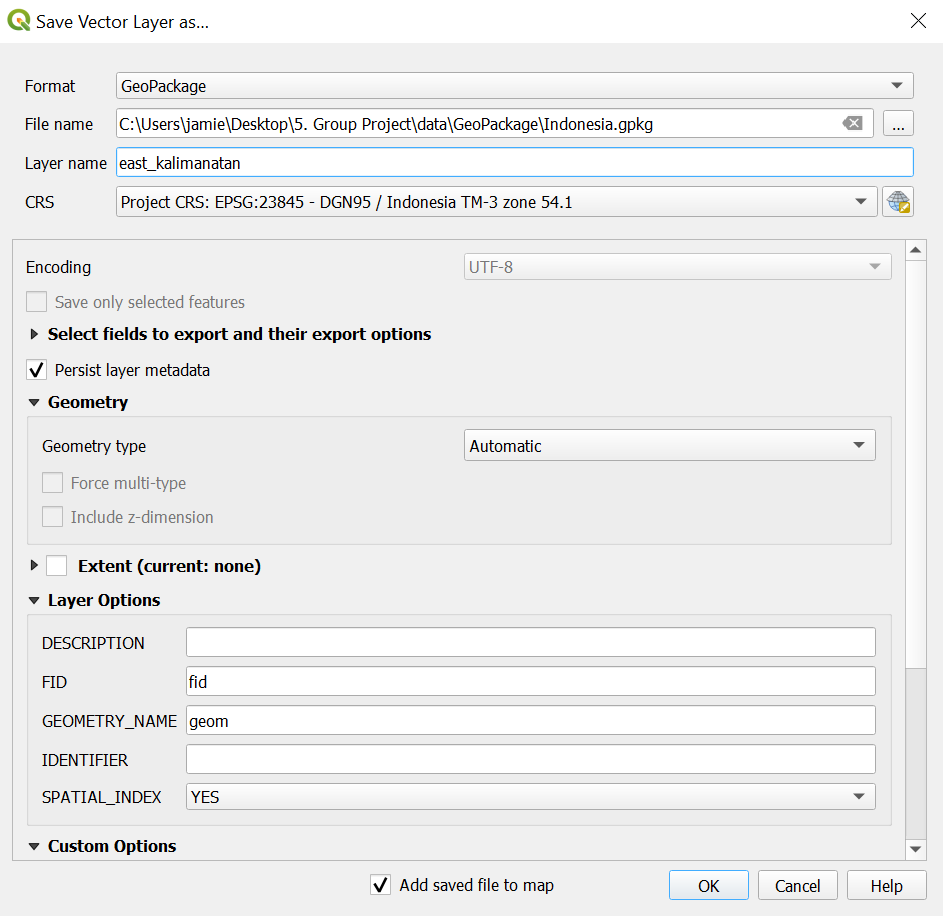 Save Vector Layer as...
Format GeoPackage
File name C:\Users\jamie\Desktop\5. Group Project\data\GeoPackage\Indonesia.gpkg ...
Layer name east_kalimanatan
CRS Project CRS: EPSG:23845 - DGN95 / Indonesia TM-3 zone 54.1
Encoding UTF-8
Save only selected features
Select fields to export and their export options
Persist layer metadata
Geometry
Geometry type Automatic
Force multi-type
Include z-dimension
Extent (current: none)
Layer Options
DESCRIPTION
FID fid
GEOMETRY_NAME geom
IDENTIFIER
SPATIAL_INDEX YES
Custom Options
Add saved file to map OK Cancel Help